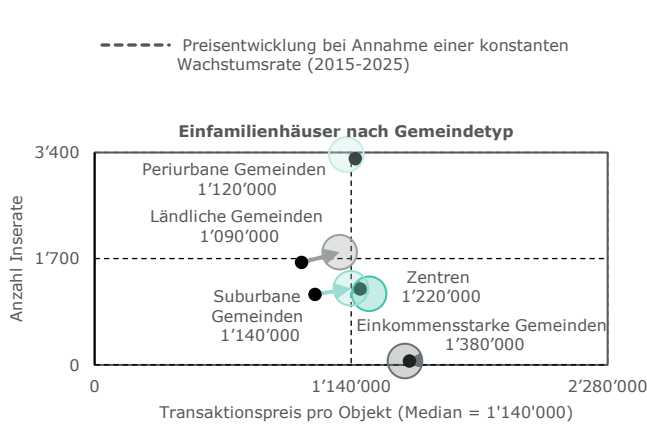 Preisentwicklung bei Annahme einer konstanten
Wachstumsrate (2015-2025)
Einfamilienhäuser nach Gemeindetyp
3’400
Periurbane Gemeinden
1’120’000
Ländliche Gemeinden
1’090’000
Anzahl Inserate
1’700
Zentren
1’220’000
Suburbane
Gemeinden
1’140’000
Einkommensstarke Gemeinden
1’380’000
0
0
1’140’000
2’280’000
Transaktionspreis pro Objekt (Median = 1'140'000)